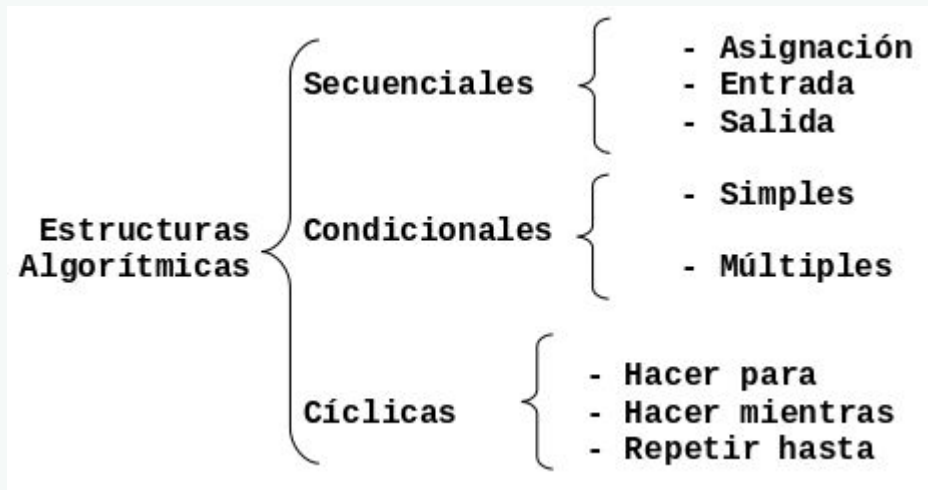 Estructuras
Algorítmicas
Secuenciales
- Asignación
- Entrada
- Salida
Condicionales
- Simples
- Múltiples
Cíclicas
- Hacer para
- Hacer mientras
- Repetir hasta